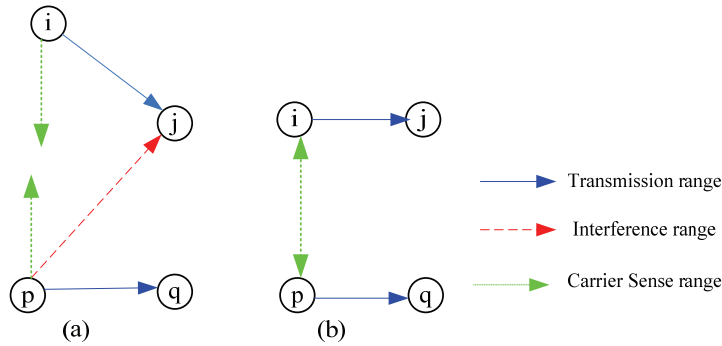 i
j
p
q
(a)
i
j
p
q
(b)
Transmission range
Interference range
Carrier Sense range